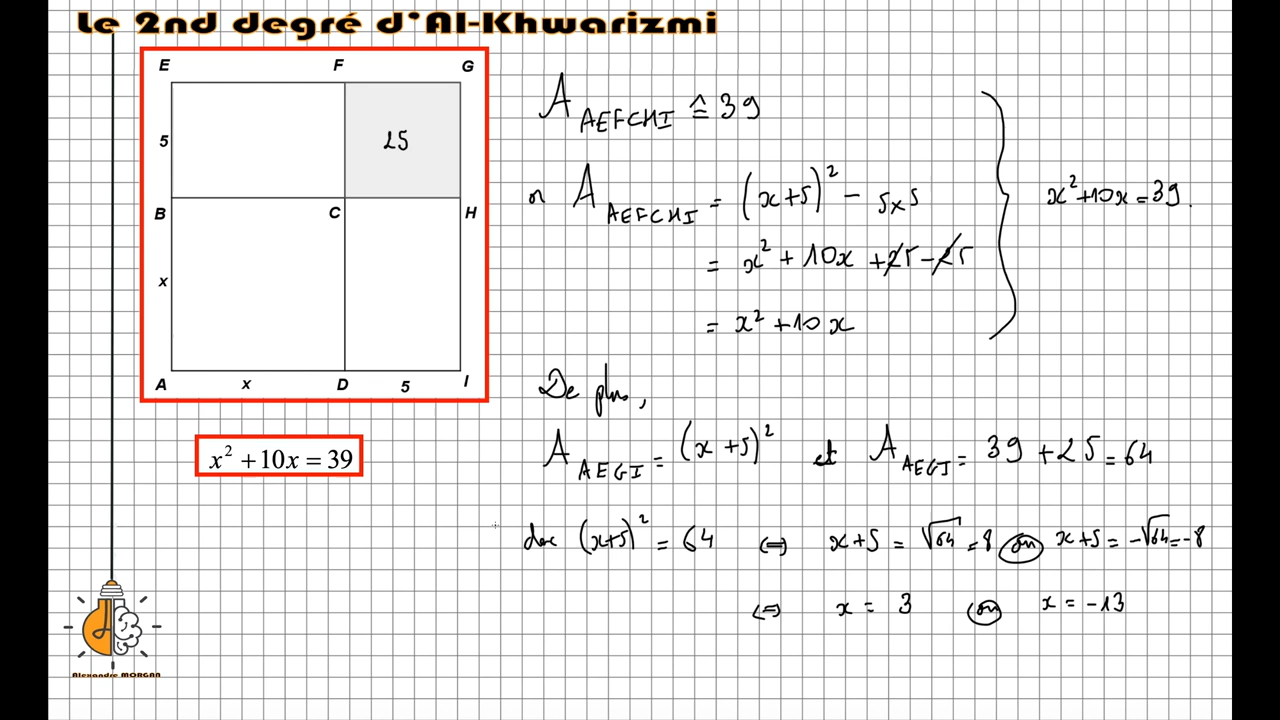 Le 2nd degré d'Al-Khwarizmi
E F G
5
25
B C H
x
A x D 5 I
x² + 10x = 39
A AEFCHI ≙ 39
or A AEFCHI = (x+5)² - 5×5
= x² + 10x + 25 - 25
= x² + 10x
x² + 10x = 39.
De plus,
A AEGI = (x+5)² et A AEGI = 39 + 25 = 64
donc (x+5)² = 64 ⇔ x+5 = √64 = 8 ou x+5 = -√64 = -8
⇔ x = 3 ou x = -13
Alexandre MORGAN